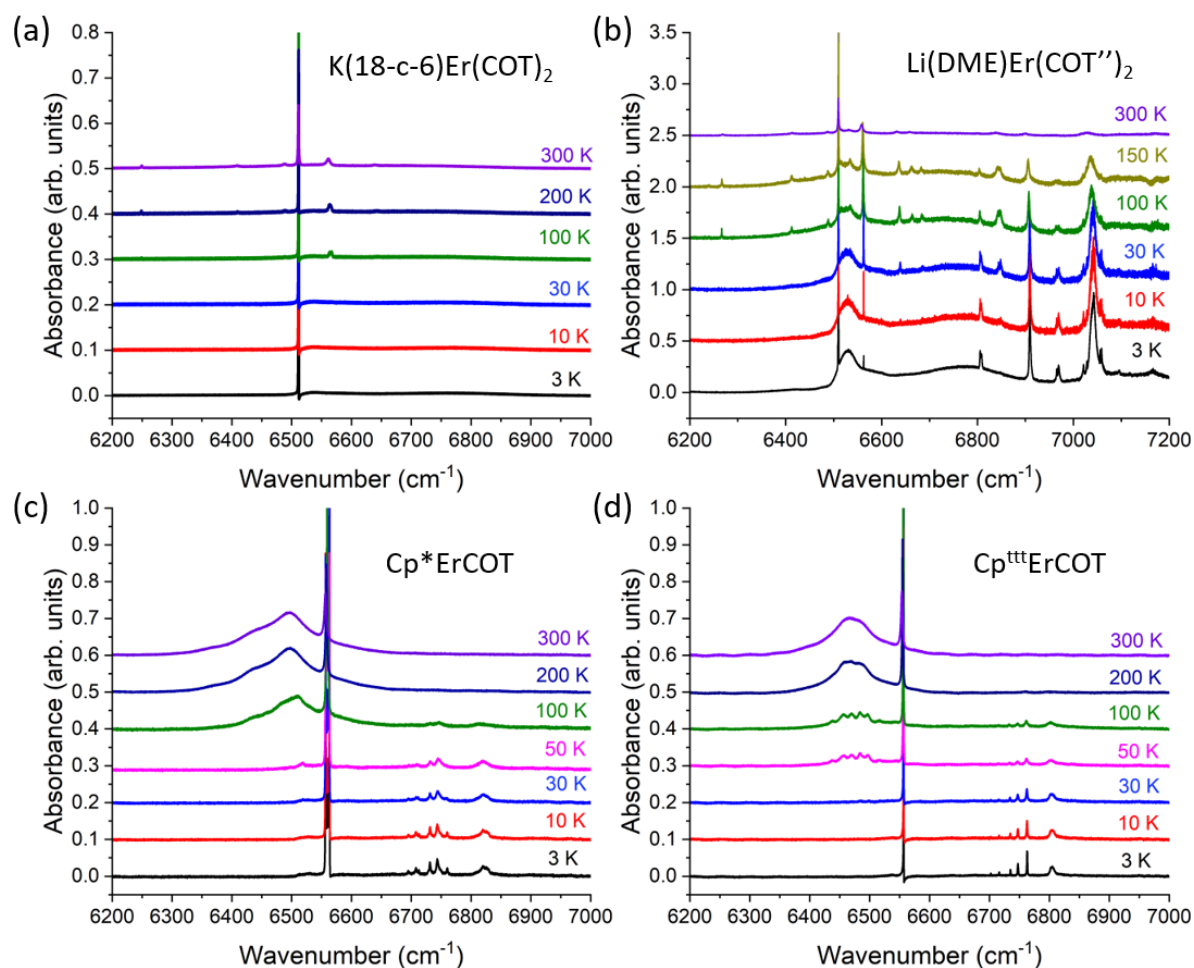 (a)
K(18-c-6)Er(COT)₂
Absorbance (arb. units)
0.8
0.7
0.6
0.5
0.4
0.3
0.2
0.1
0.0
300 K
200 K
100 K
30 K
10 K
3 K
6200 6300 6400 6500 6600 6700 6800 6900 7000
Wavenumber (cm⁻¹)
(b)
Li(DME)Er(COT’’)₂
Absorbance (arb. units)
3.5
3.0
2.5
2.0
1.5
1.0
0.5
0.0
300 K
150 K
100 K
30 K
10 K
3 K
6200 6400 6600 6800 7000 7200
Wavenumber (cm⁻¹)
(c)
Cp*ErCOT
Absorbance (arb. units)
1.0
0.9
0.8
0.7
0.6
0.5
0.4
0.3
0.2
0.1
0.0
300 K
200 K
100 K
50 K
30 K
10 K
3 K
6200 6300 6400 6500 6600 6700 6800 6900 7000
Wavenumber (cm⁻¹)
(d)
Cpᵗᵗᵗ​ErCOT
Absorbance (arb. units)
1.0
0.9
0.8
0.7
0.6
0.5
0.4
0.3
0.2
0.1
0.0
300 K
200 K
100 K
50 K
30 K
10 K
3 K
6200 6300 6400 6500 6600 6700 6800 6900 7000
Wavenumber (cm⁻¹)